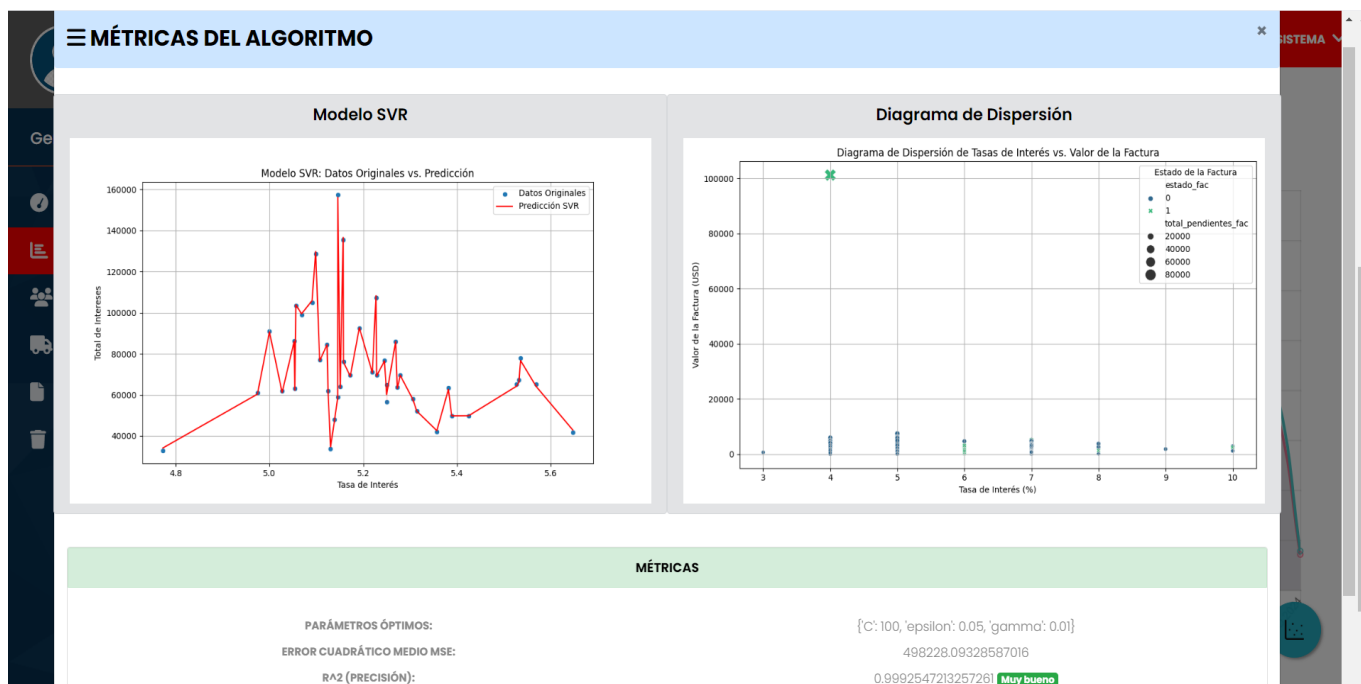 MÉTRICAS DEL ALGORITMO
×
SISTEMA
Ge
Modelo SVR
Modelo SVR: Datos Originales vs. Predicción
Datos Originales
Predicción SVR
160000
140000
120000
100000
80000
60000
40000
Total de Intereses
4.8 5.0 5.2 5.4 5.6
Tasa de Interés
Diagrama de Dispersión
Diagrama de Dispersión de Tasas de Interés vs. Valor de la Factura
Estado de la Factura
estado_fac
0
1
total_pendientes_fac
20000
40000
60000
80000
100000
80000
60000
40000
20000
0
Valor de la Factura (USD)
3 4 5 6 7 8 9 10
Tasa de Interés (%)
MÉTRICAS
PARÁMETROS ÓPTIMOS: {'C': 100, 'epsilon': 0.05, 'gamma': 0.01}
ERROR CUADRÁTICO MEDIO MSE: 498228.09328587016
R^2 (PRECISIÓN): 0.9992547213257261 Muy bueno